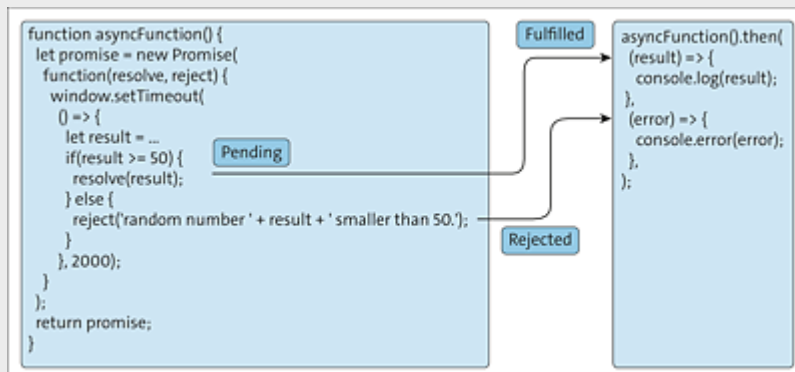 function asyncFunction() {
let promise = new Promise(
function(resolve, reject) {
window.setTimeout(
() => {
let result = ...
if(result >= 50) {
resolve(result);
} else {
reject('random number ' + result + ' smaller than 50.');
}
}, 2000);
}
);
return promise;
}
Pending
Fulfilled
Rejected
asyncFunction().then(
(result) => {
console.log(result);
},
(error) => {
console.error(error);
},
);